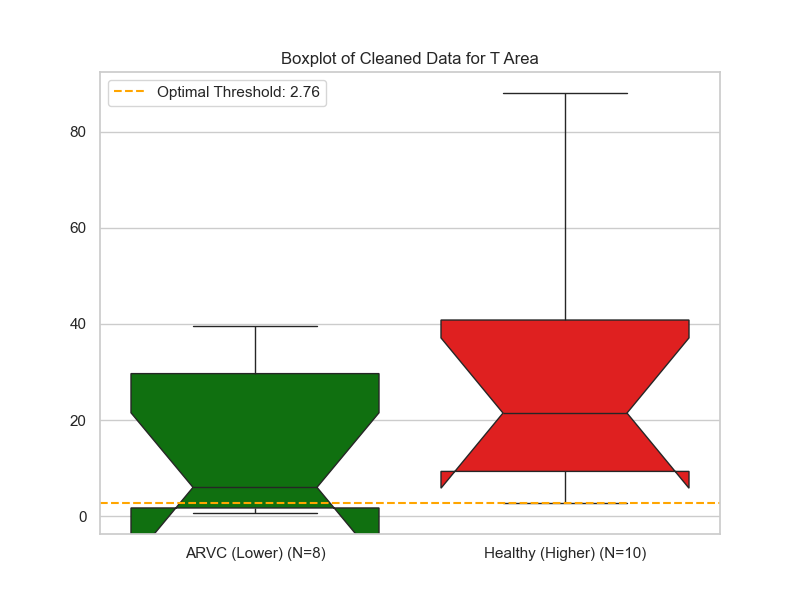 Boxplot of Cleaned Data for T Area
Optimal Threshold: 2.76
80
60
40
20
0
ARVC (Lower) (N=8)
Healthy (Higher) (N=10)